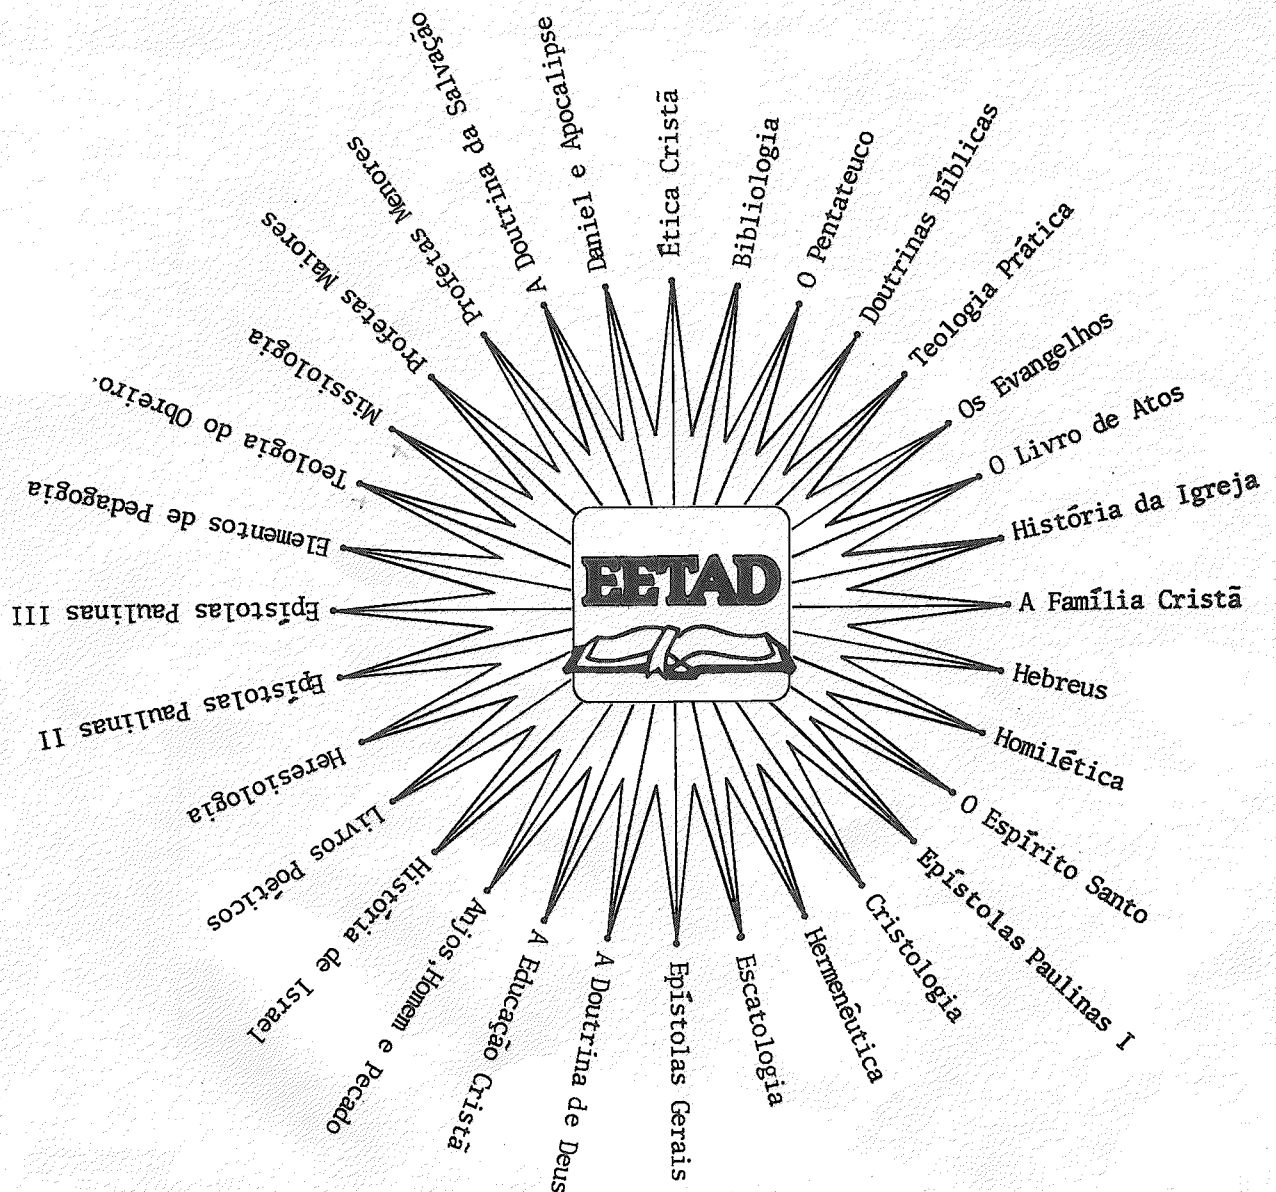 Ética Cristã
Bibliologia
O Pentateuco
Doutrinas Bíblicas
Teologia Prática
Os Evangelhos
O Livro de Atos
História da Igreja
A Família Cristã
Hebreus
Homilética
O Espírito Santo
Epístolas Paulinas I
Cristologia
Hermenêutica
Escatologia
Epístolas Gerais
A Doutrina de Deus
A Educação Cristã
Anjos,Homem e Pecado
História de Israel
Livros Poéticos
Heresiologia
Epístolas Paulinas II
Epístolas Paulinas III
Elementos de Pedagogia
Teologia do Obreiro
Missiologia
Profetas Maiores
Profetas Menores
A Doutrina da Salvação
Daniel e Apocalipse
EETAD